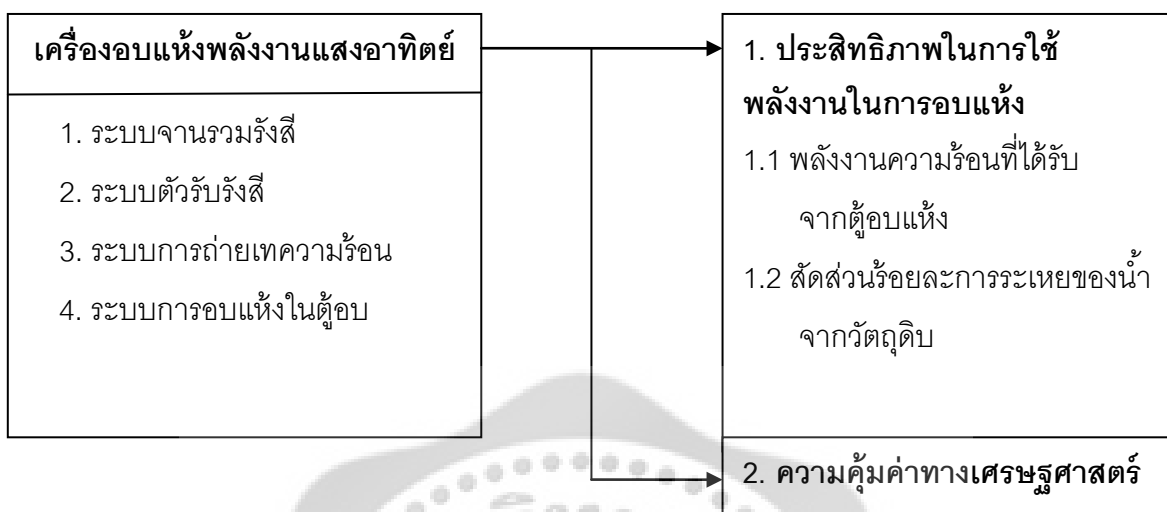 เครื่องอบแห้งพลังงานแสงอาทิตย์
1. ระบบจานรวมรังสี
2. ระบบตัวรับรังสี
3. ระบบการถ่ายเทความร้อน
4. ระบบการอบแห้งในตู้อบ
1. ประสิทธิภาพในการใช้
พลังงานในการอบแห้ง
1.1 พลังงานความร้อนที่ได้รับ
จากตู้อบแห้ง
1.2 สัดส่วนร้อยละการระเหยของน้ำ
จากวัตถุดิบ
2. ความคุ้มค่าทางเศรษฐศาสตร์